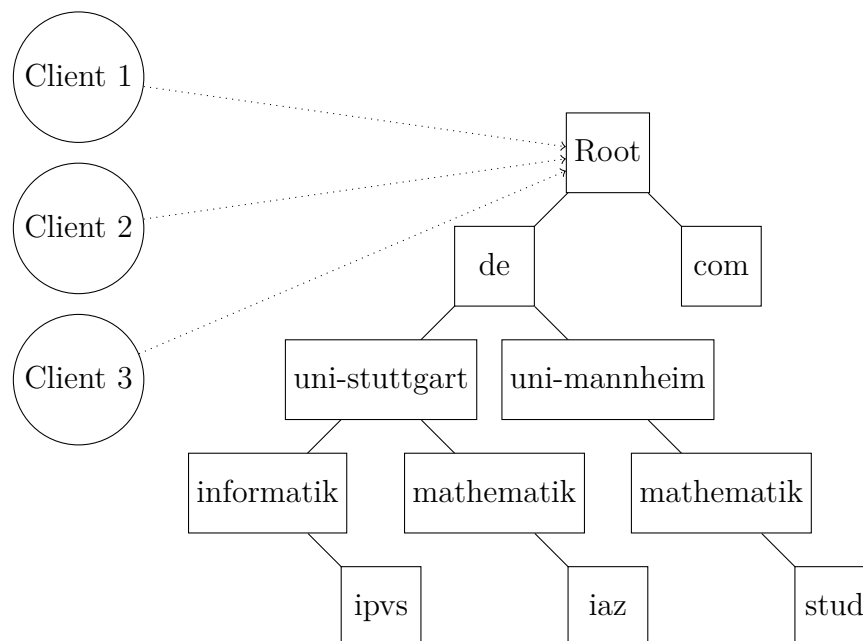 Client 1
Root
Client 2
de
com
Client 3
uni-stuttgart
uni-mannheim
informatik
mathematik
mathematik
ipvs
iaz
stud